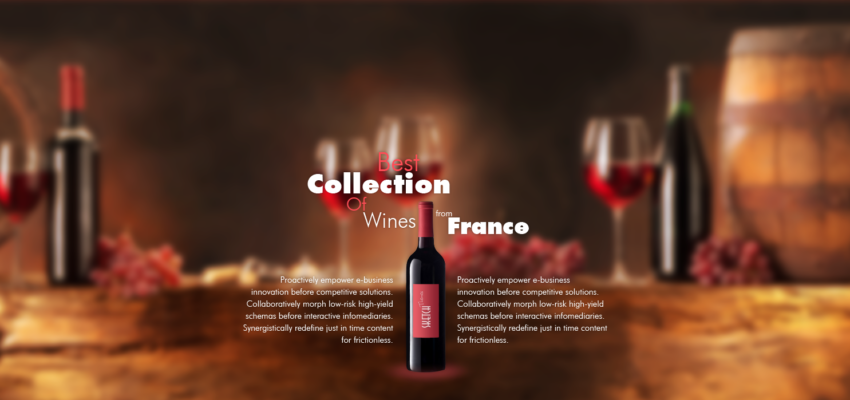 Best
Collection
Of
Wines from France
Proactively empower e-business
innovation before competitive solutions.
Collaboratively morph low-risk high-yield
schemas before interactive infomediaries.
Synergistically redefine just in time content
for frictionless.
Proactively empower e-business
innovation before competitive solutions.
Collaboratively morph low-risk high-yield
schemas before interactive infomediaries.
Synergistically redefine just in time content
for frictionless.
SKETCH